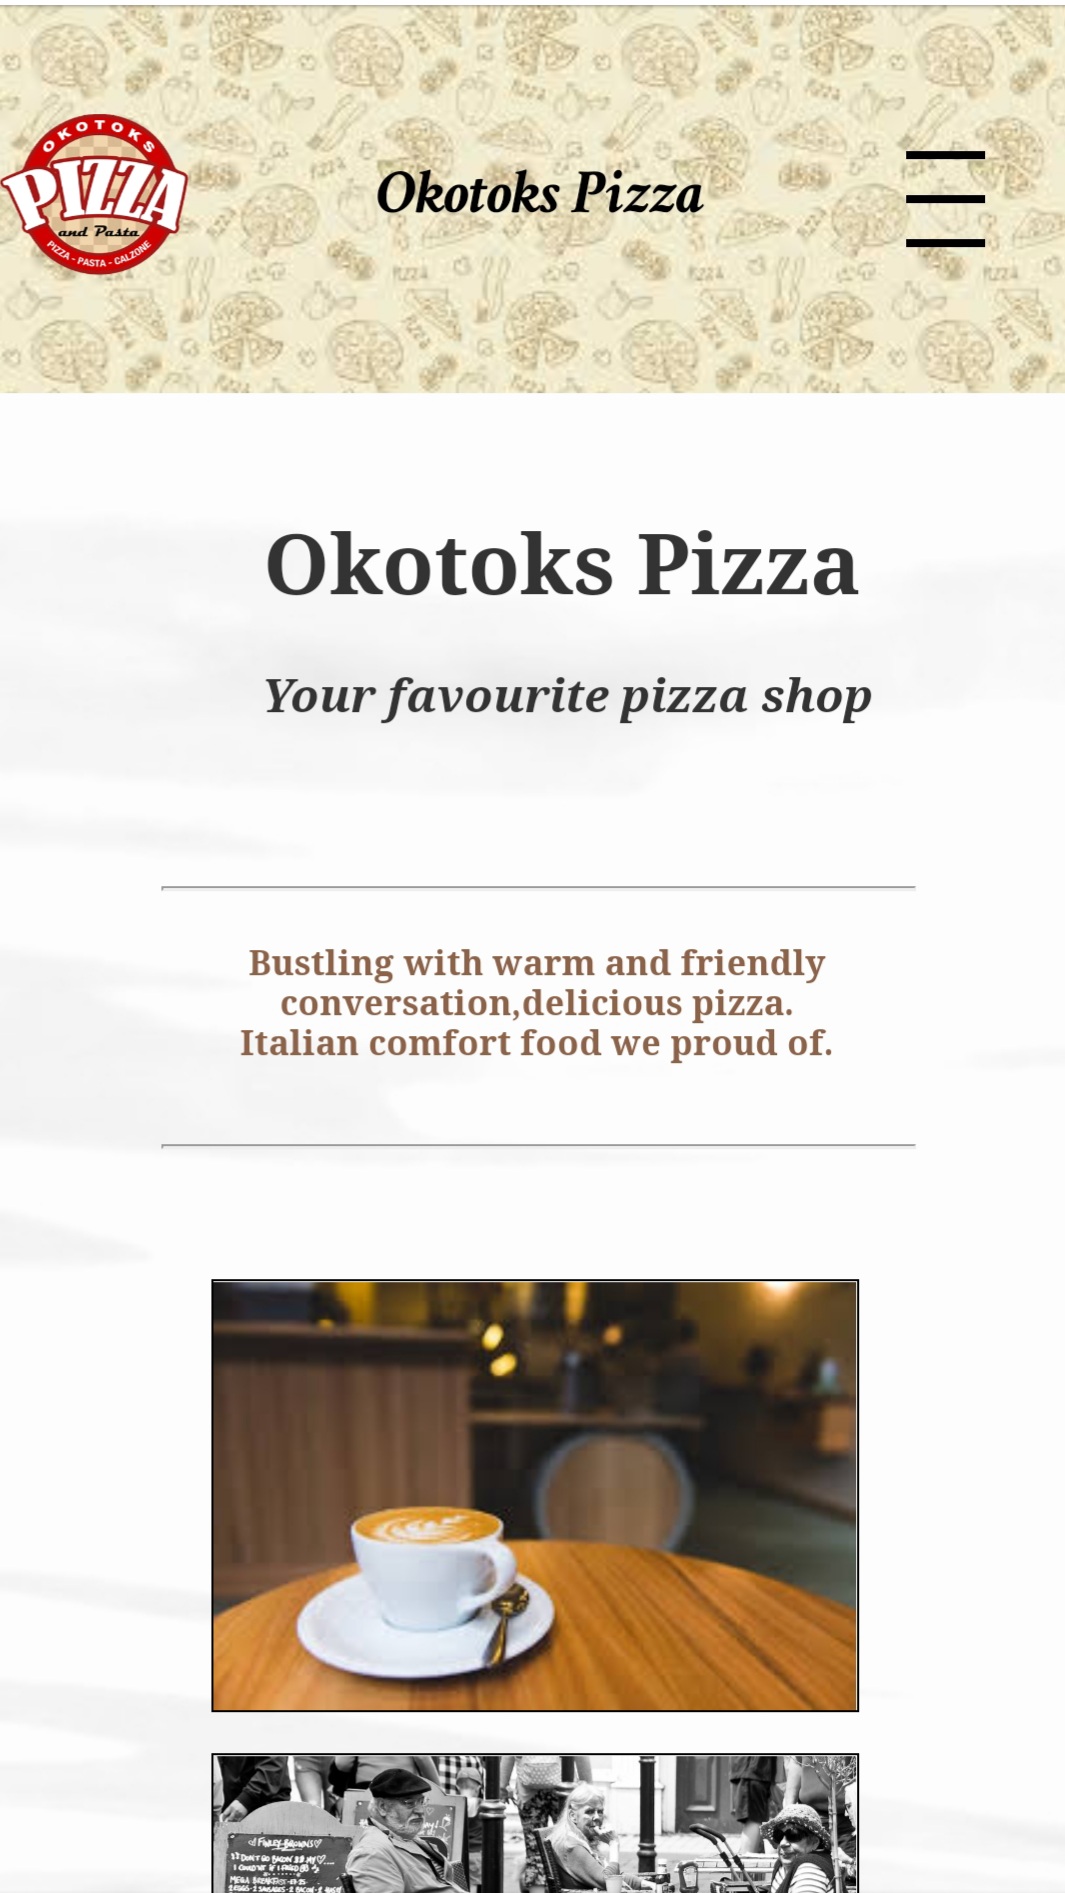 OKOTOKS
PIZZA
and Pasta
PIZZA - PASTA - CALZONE
Okotoks Pizza
Okotoks Pizza
Your favourite pizza shop
Bustling with warm and friendly
conversation,delicious pizza.
Italian comfort food we proud of.